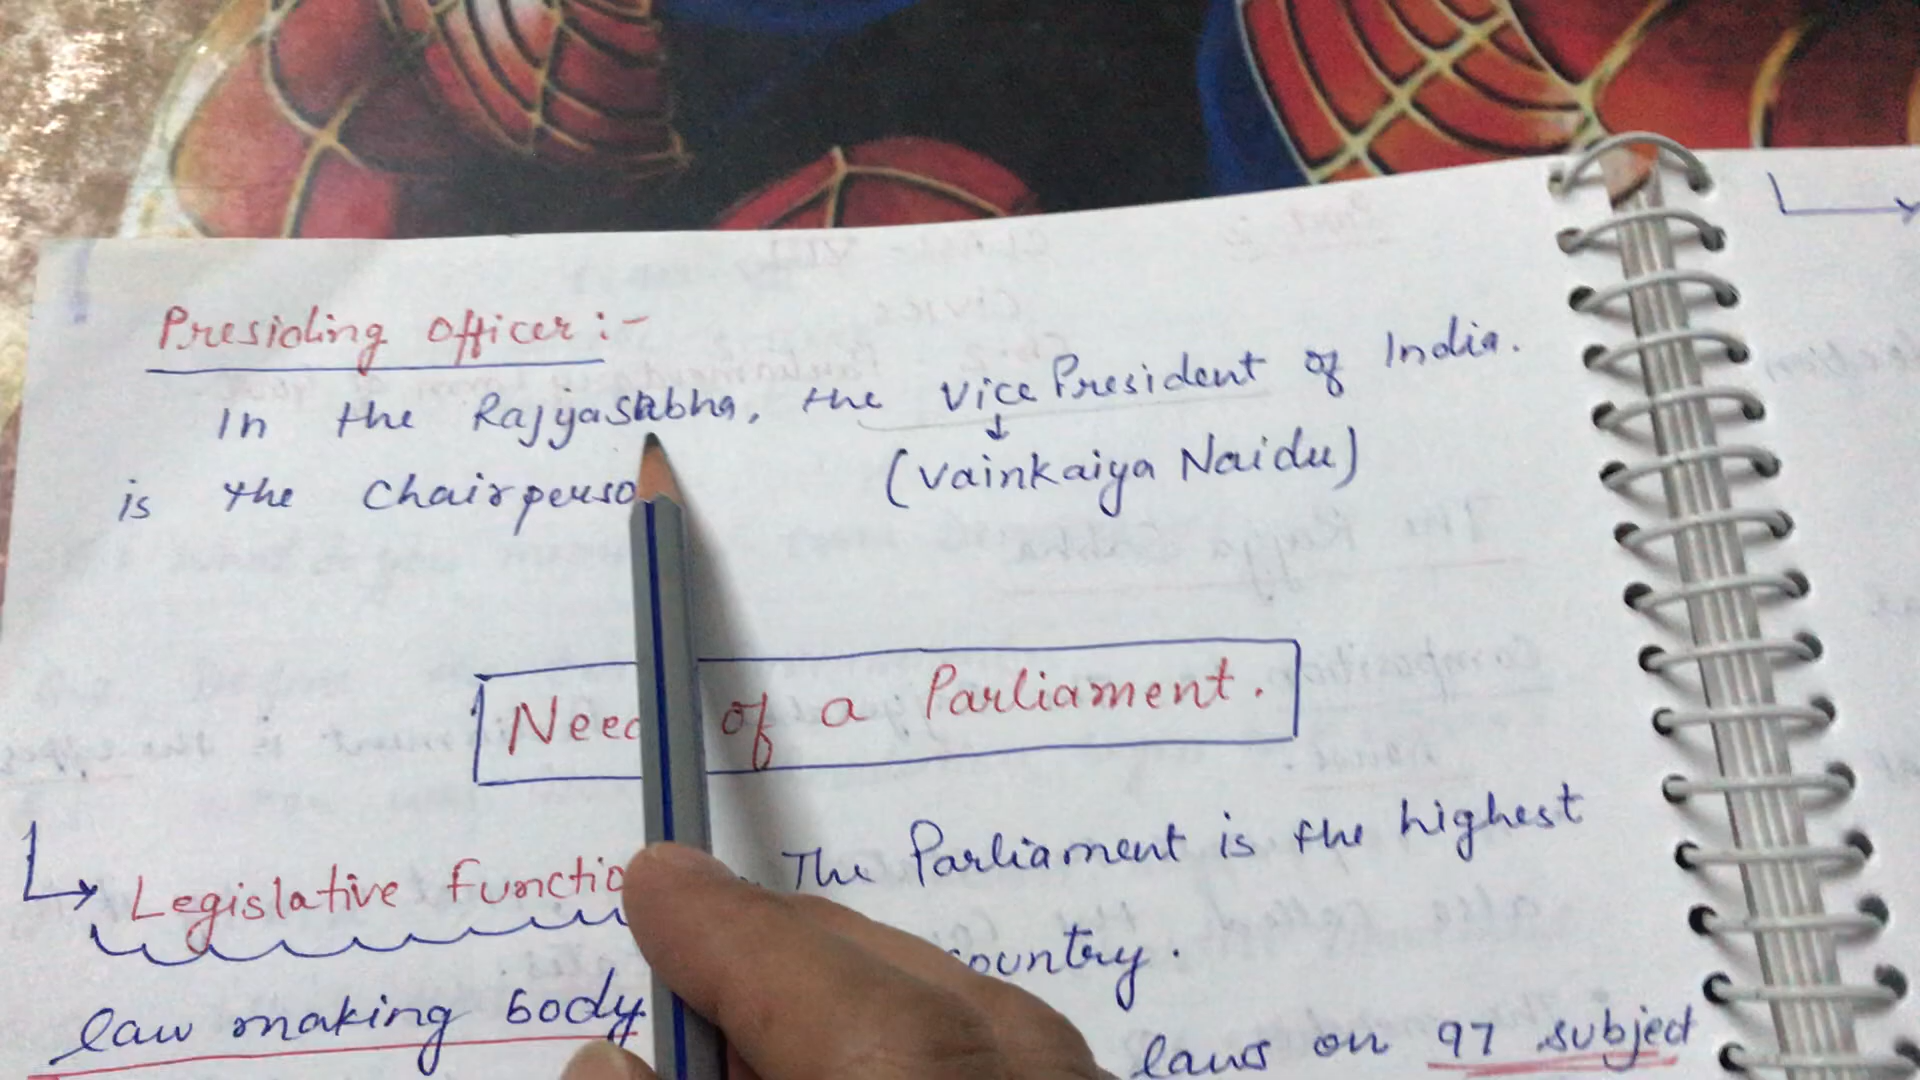 Presiding officer :-
In the RajyaSabha, the Vice President of India.
is the Chairperso
(Vainkaiya Naidu)
Need of a Parliament.
Legislative functio
The Parliament is the highest
law making body
country.
laws on 97 subject